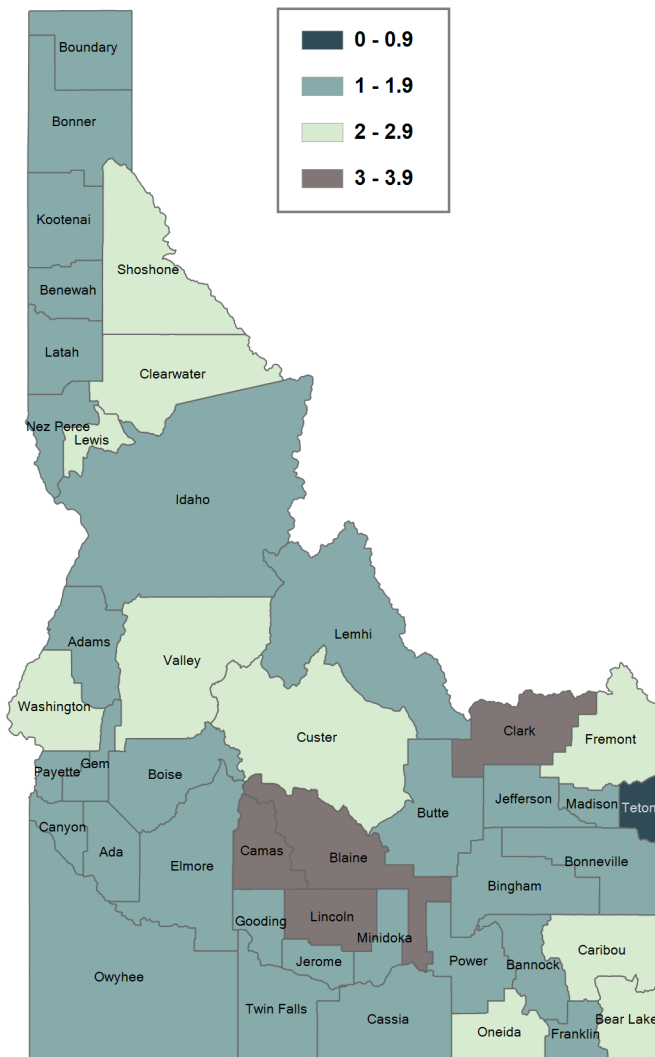 0 - 0.9
1 - 1.9
2 - 2.9
3 - 3.9
Boundary
Bonner
Kootenai
Shoshone
Benewah
Latah
Clearwater
Nez Perce
Lewis
Idaho
Lemhi
Adams
Valley
Washington
Custer
Clark
Fremont
Gem
Payette
Boise
Jefferson
Madison
Teton
Butte
Canyon
Ada
Camas
Blaine
Elmore
Bonneville
Bingham
Gooding
Lincoln
Minidoka
Caribou
Jerome
Power
Bannock
Owyhee
Twin Falls
Cassia
Bear Lake
Oneida
Franklin